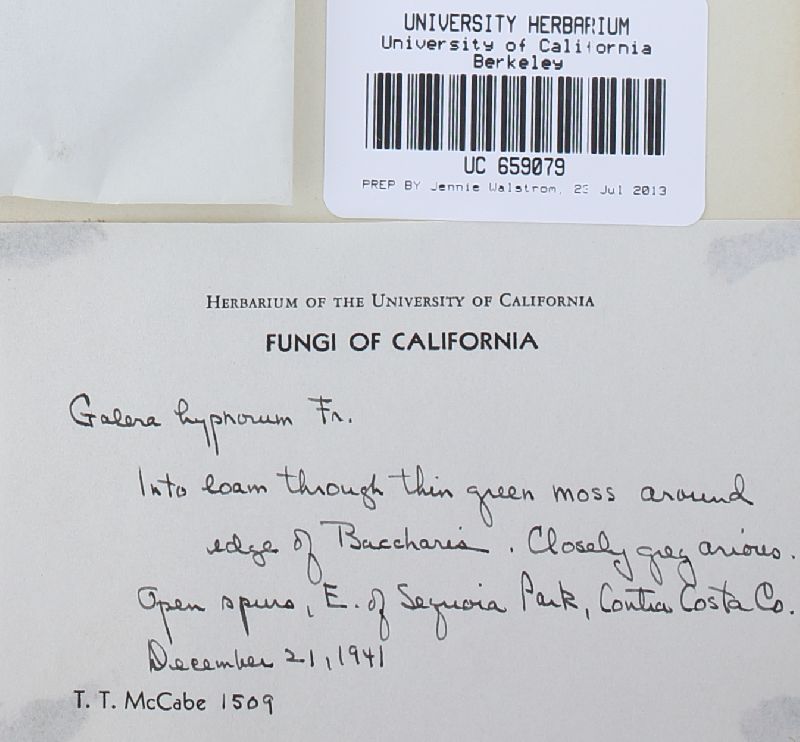 UNIVERSITY HERBARIUM
University of California
Berkeley
UC 659079
PREP BY Jennie Walstrom, 23 Jul 2013
HERBARIUM OF THE UNIVERSITY OF CALIFORNIA
FUNGI OF CALIFORNIA
Galera hypnorum Fr.
Into loam through thin green moss around
edge of Baccharis. Closely gregarious.
Open spurs, E. of Sequoia Park, Contra Costa Co.
December 21, 1941
T. T. McCabe 1509